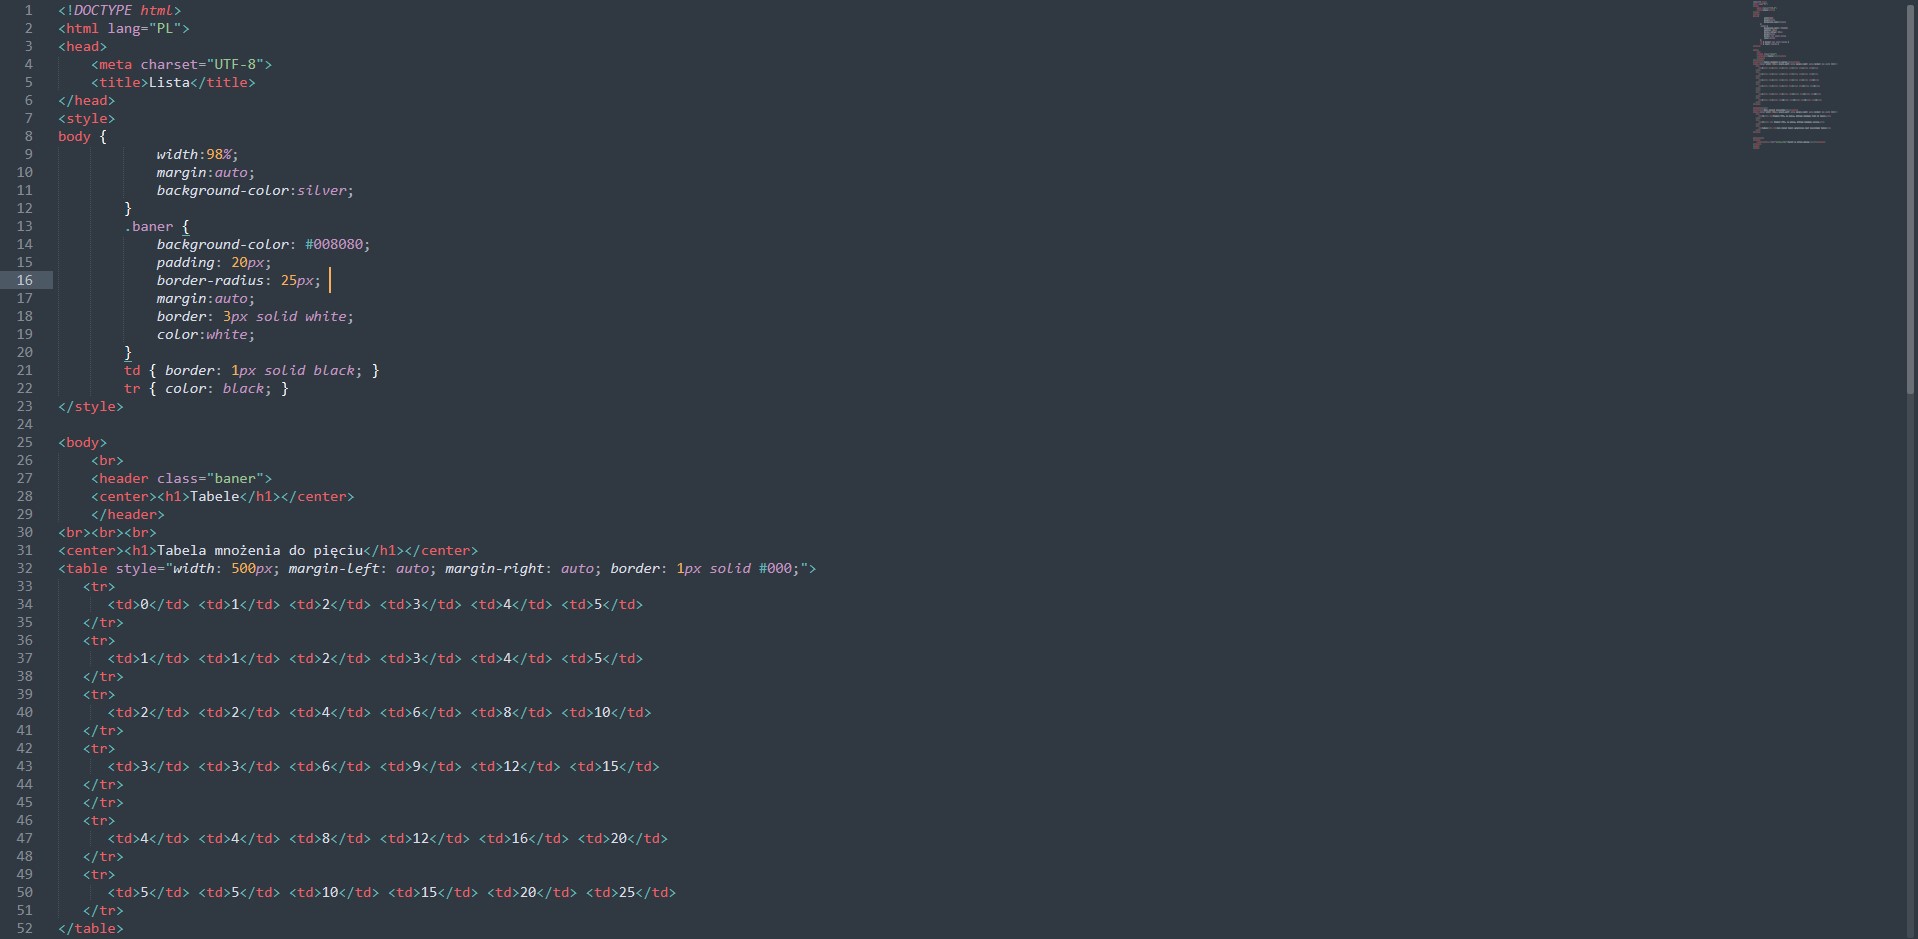 1 <!DOCTYPE html>
2 <html lang="PL">
3 <head>
4     <meta charset="UTF-8">
5     <title>Lista</title>
6 </head>
7 <style>
8 body {
9             width:98%;
10             margin:auto;
11             background-color:silver;
12         }
13         .baner {
14             background-color: #008080;
15             padding: 20px;
16             border-radius: 25px;
17             margin:auto;
18             border: 3px solid white;
19             color:white;
20         }
21         td { border: 1px solid black; }
22         tr { color: black; }
23 </style>
24
25 <body>
26     <br>
27     <header class="baner">
28     <center><h1>Tabele</h1></center>
29     </header>
30 <br><br><br>
31 <center><h1>Tabela mnożenia do pięciu</h1></center>
32 <table style="width: 500px; margin-left: auto; margin-right: auto; border: 1px solid #000;">
33    <tr>
34       <td>0</td> <td>1</td> <td>2</td> <td>3</td> <td>4</td> <td>5</td>
35    </tr>
36    <tr>
37       <td>1</td> <td>1</td> <td>2</td> <td>3</td> <td>4</td> <td>5</td>
38    </tr>
39    <tr>
40       <td>2</td> <td>2</td> <td>4</td> <td>6</td> <td>8</td> <td>10</td>
41    </tr>
42    <tr>
43       <td>3</td> <td>3</td> <td>6</td> <td>9</td> <td>12</td> <td>15</td>
44    </tr>
45    </tr>
46    <tr>
47       <td>4</td> <td>4</td> <td>8</td> <td>12</td> <td>16</td> <td>20</td>
48    </tr>
49    <tr>
50       <td>5</td> <td>5</td> <td>10</td> <td>15</td> <td>20</td> <td>25</td>
51    </tr>
52 </table>